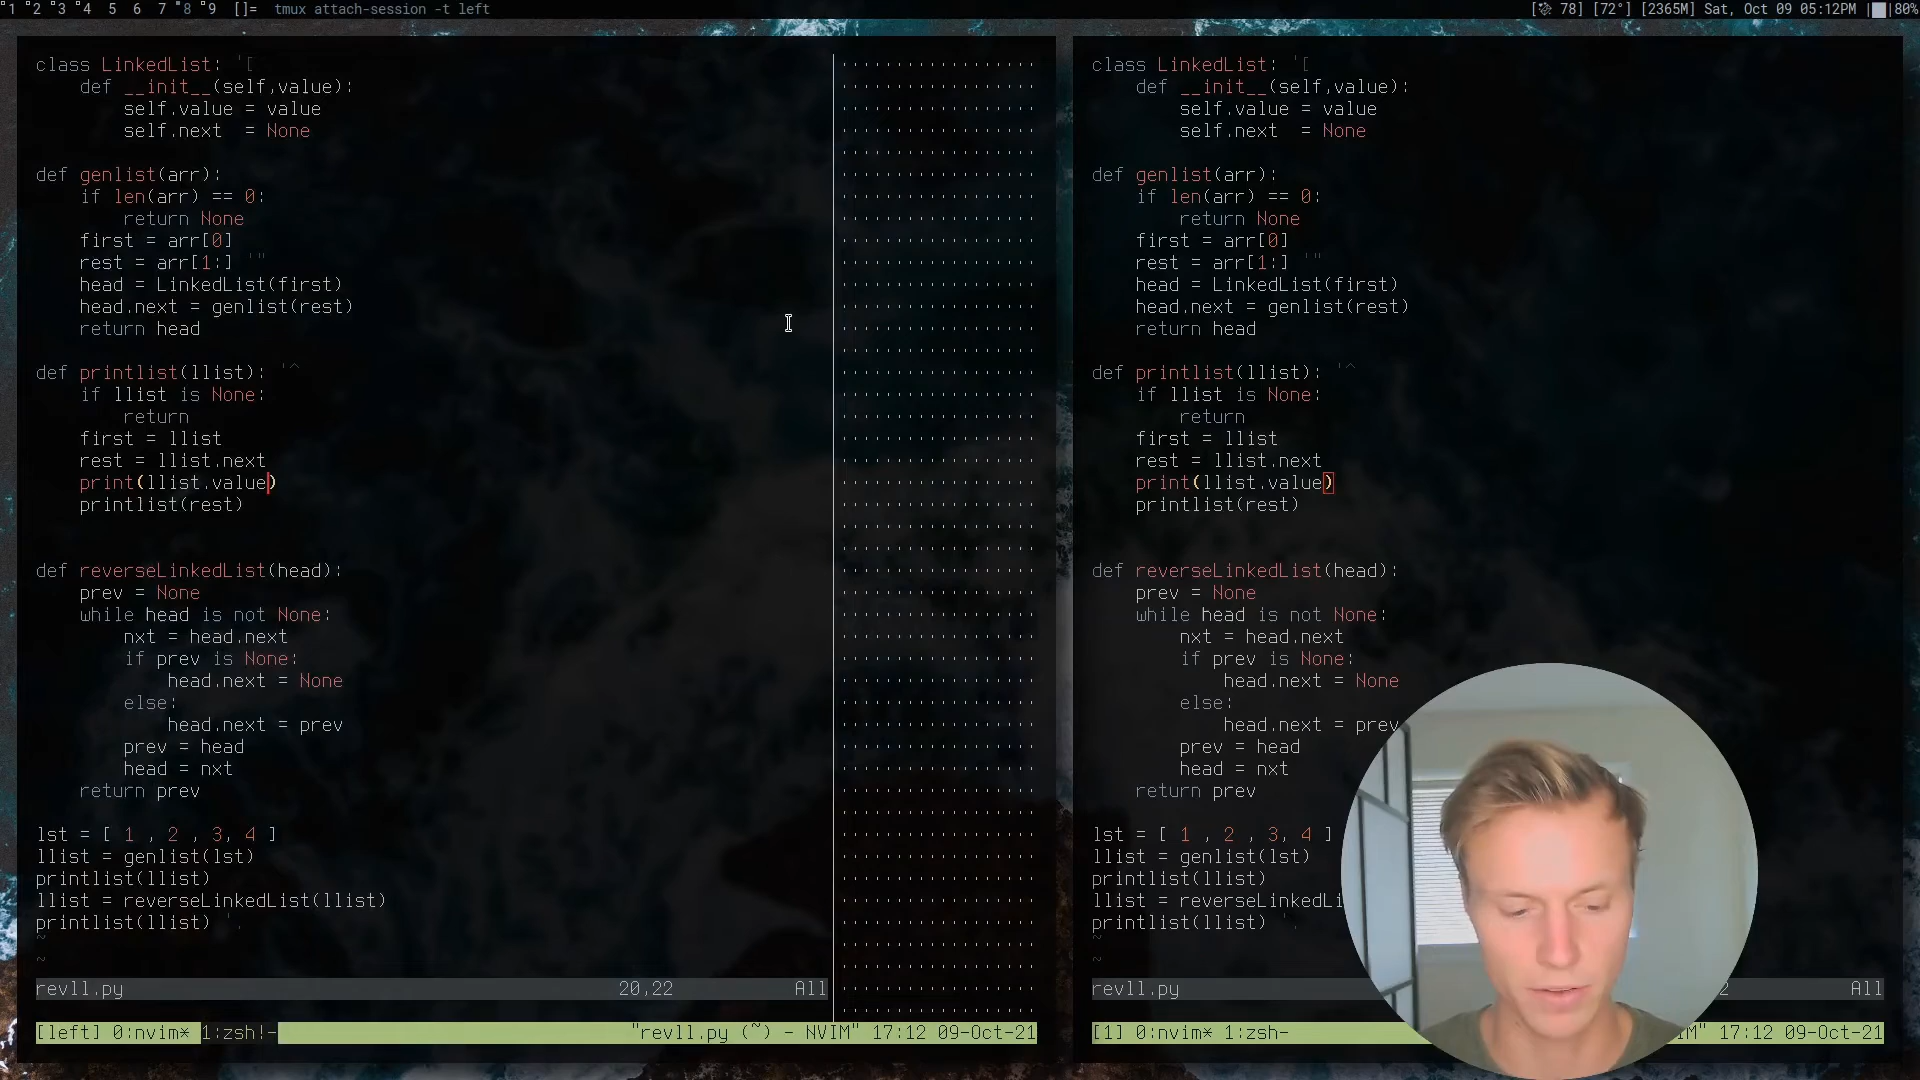 1 2 3 4 5 6 7 8 9 []= tmux attach-session -t left
[ 78] [72°] [2365M] Sat, Oct 09 05:12PM | |80%
class LinkedList: '[
    def __init__(self,value):
        self.value = value
        self.next  = None
def genlist(arr):
    if len(arr) == 0:
        return None
    first = arr[0]
    rest = arr[1:] '"
    head = LinkedList(first)
    head.next = genlist(rest)
    return head
def printlist(llist): '^
    if llist is None:
        return
    first = llist
    rest = llist.next
    print(llist.value)
    printlist(rest)
def reverseLinkedList(head):
    prev = None
    while head is not None:
        nxt = head.next
        if prev is None:
            head.next = None
        else:
            head.next = prev
        prev = head
        head = nxt
    return prev
lst = [ 1 , 2 , 3, 4 ]
llist = genlist(lst)
printlist(llist)
llist = reverseLinkedList(llist)
printlist(llist) '.
~
~
revll.py 20,22 All
[left] 0:nvim* 1:zsh!- "revll.py (~) - NVIM" 17:12 09-Oct-21
class LinkedList: '[
    def __init__(self,value):
        self.value = value
        self.next  = None
def genlist(arr):
    if len(arr) == 0:
        return None
    first = arr[0]
    rest = arr[1:] '"
    head = LinkedList(first)
    head.next = genlist(rest)
    return head
def printlist(llist): '^
    if llist is None:
        return
    first = llist
    rest = llist.next
    print(llist.value)
    printlist(rest)
def reverseLinkedList(head):
    prev = None
    while head is not None:
        nxt = head.next
        if prev is None:
            head.next = None
        else:
            head.next = prev
        prev = head
        head = nxt
    return prev
lst = [ 1 , 2 , 3, 4 ]
llist = genlist(lst)
printlist(llist)
llist = reverseLinkedLi
printlist(llist) '.
~
~
revll.py 2 All
[1] 0:nvim* 1:zsh- IM" 17:12 09-Oct-21